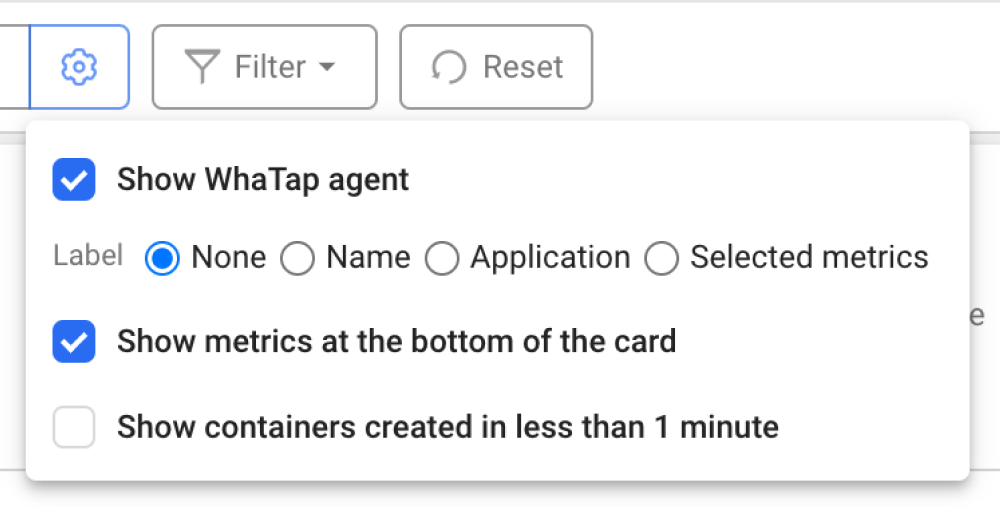 Filter Reset
Show WhaTap agent
Label None Name Application Selected metrics
e
Show metrics at the bottom of the card
Show containers created in less than 1 minute